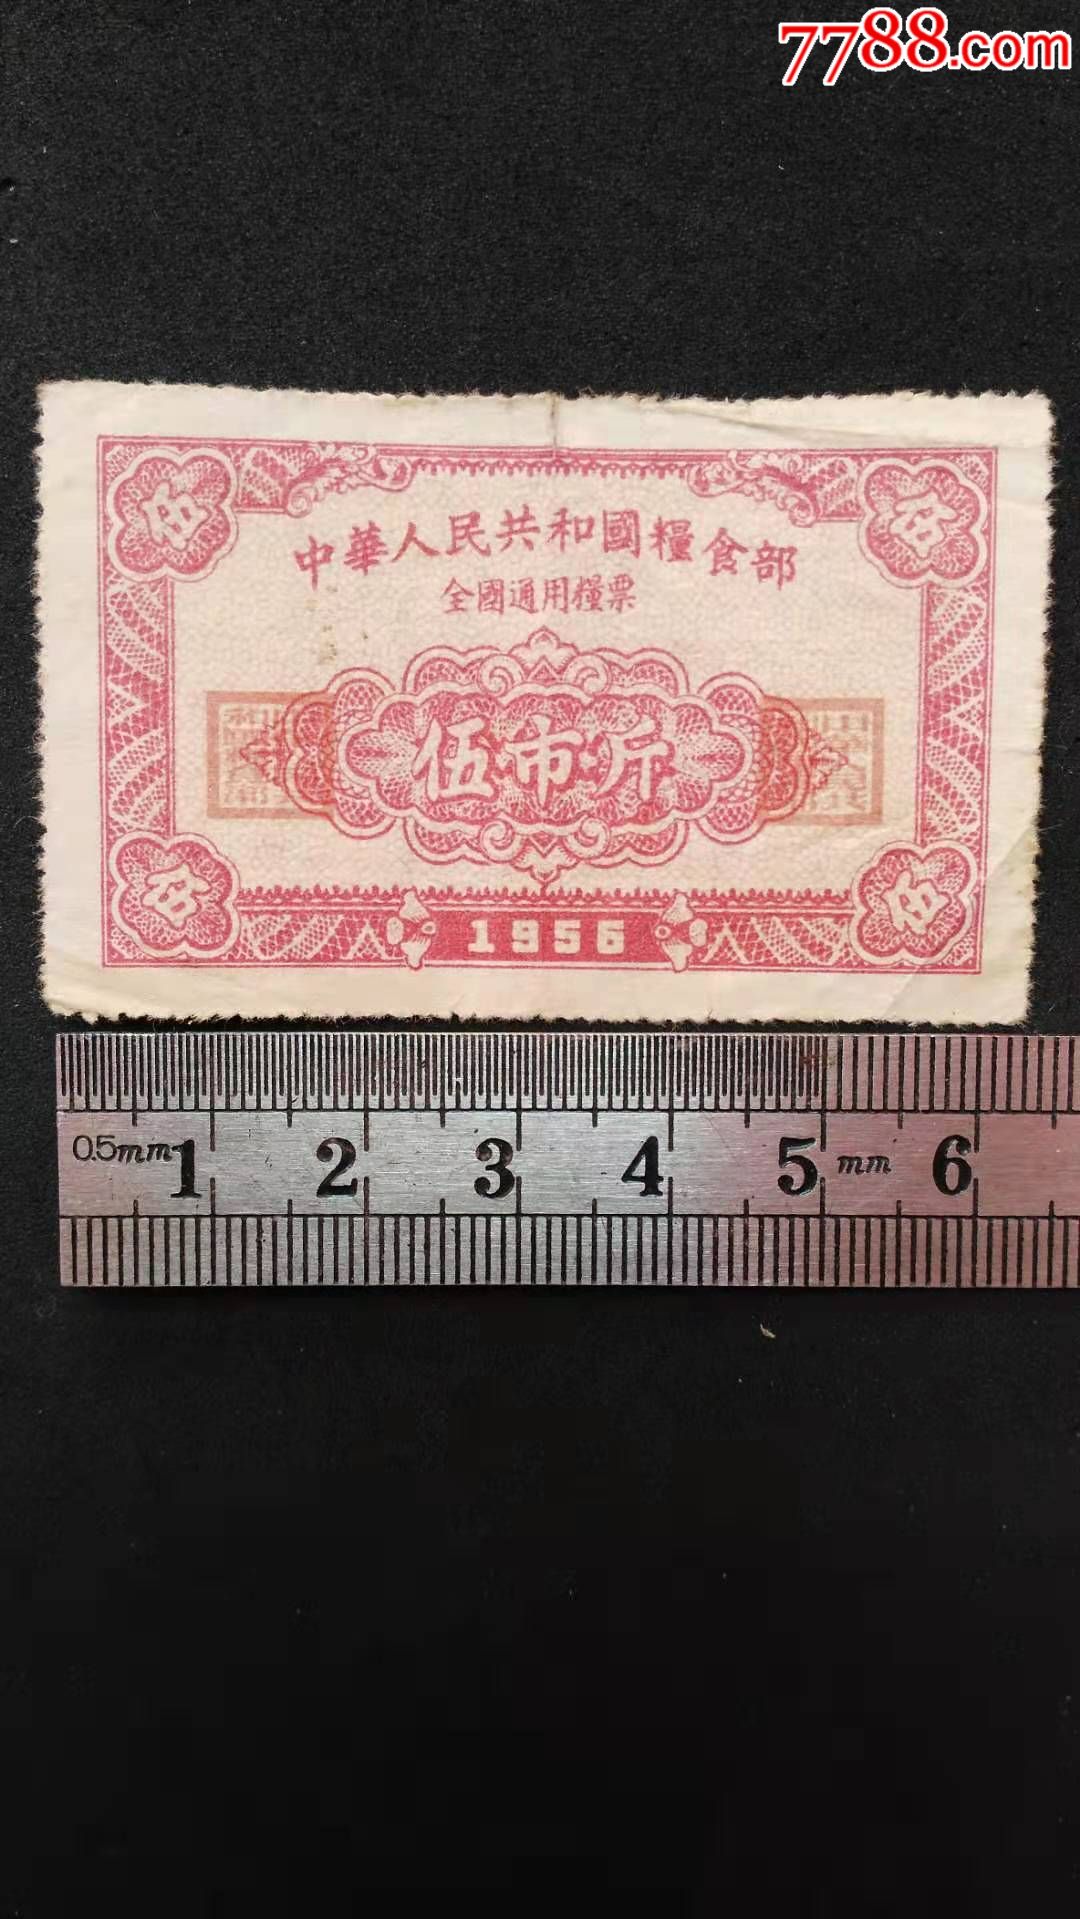 7788.com
中華人民共和國糧食部
全國通用糧票
伍 伍
伍市斤
伍 伍
1956
0.5mm 1 2 3 4 5 mm 6